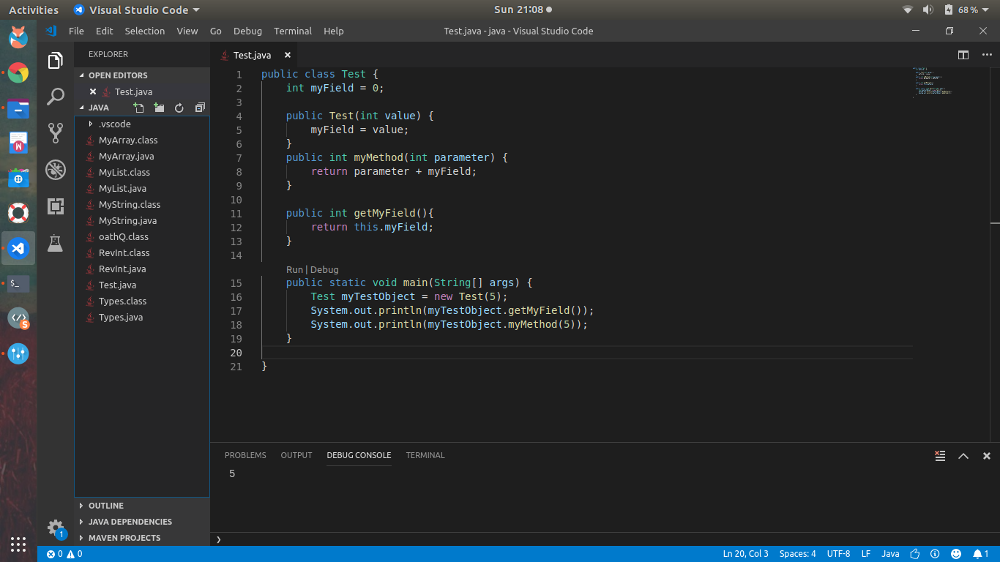 Activities Visual Studio Code Sun 21:08 68 %
File Edit Selection View Go Debug Terminal Help Test.java - java - Visual Studio Code
EXPLORER
OPEN EDITORS
Test.java
JAVA
.vscode
MyArray.class
MyArray.java
MyList.class
MyList.java
MyString.class
MyString.java
oathQ.class
RevInt.class
RevInt.java
Test.java
Types.class
Types.java
OUTLINE
JAVA DEPENDENCIES
MAVEN PROJECTS
Test.java
1 public class Test {
2 int myField = 0;
3
4 public Test(int value) {
5 myField = value;
6 }
7 public int myMethod(int parameter) {
8 return parameter + myField;
9 }
10
11 public int getMyField(){
12 return this.myField;
13 }
14
Run | Debug
15 public static void main(String[] args) {
16 Test myTestObject = new Test(5);
17 System.out.println(myTestObject.getMyField());
18 System.out.println(myTestObject.myMethod(5));
19 }
20
21 }
PROBLEMS OUTPUT DEBUG CONSOLE TERMINAL
5
1
0 0 Ln 20, Col 3 Spaces: 4 UTF-8 LF Java 1